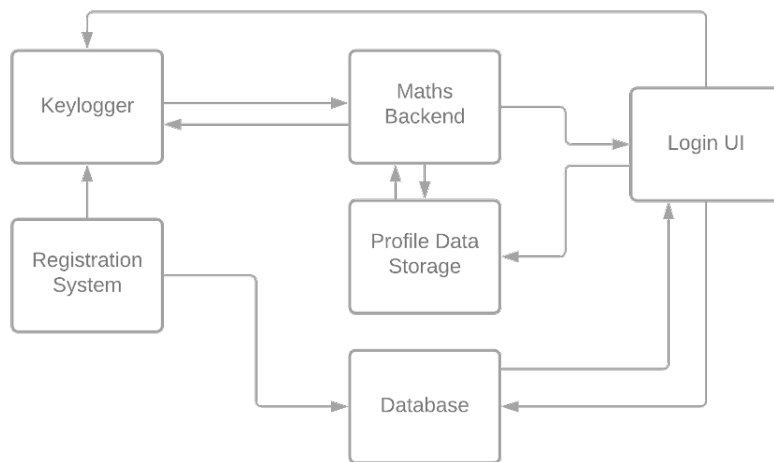 Keylogger
Maths
Backend
Login UI
Registration
System
Profile Data
Storage
Database